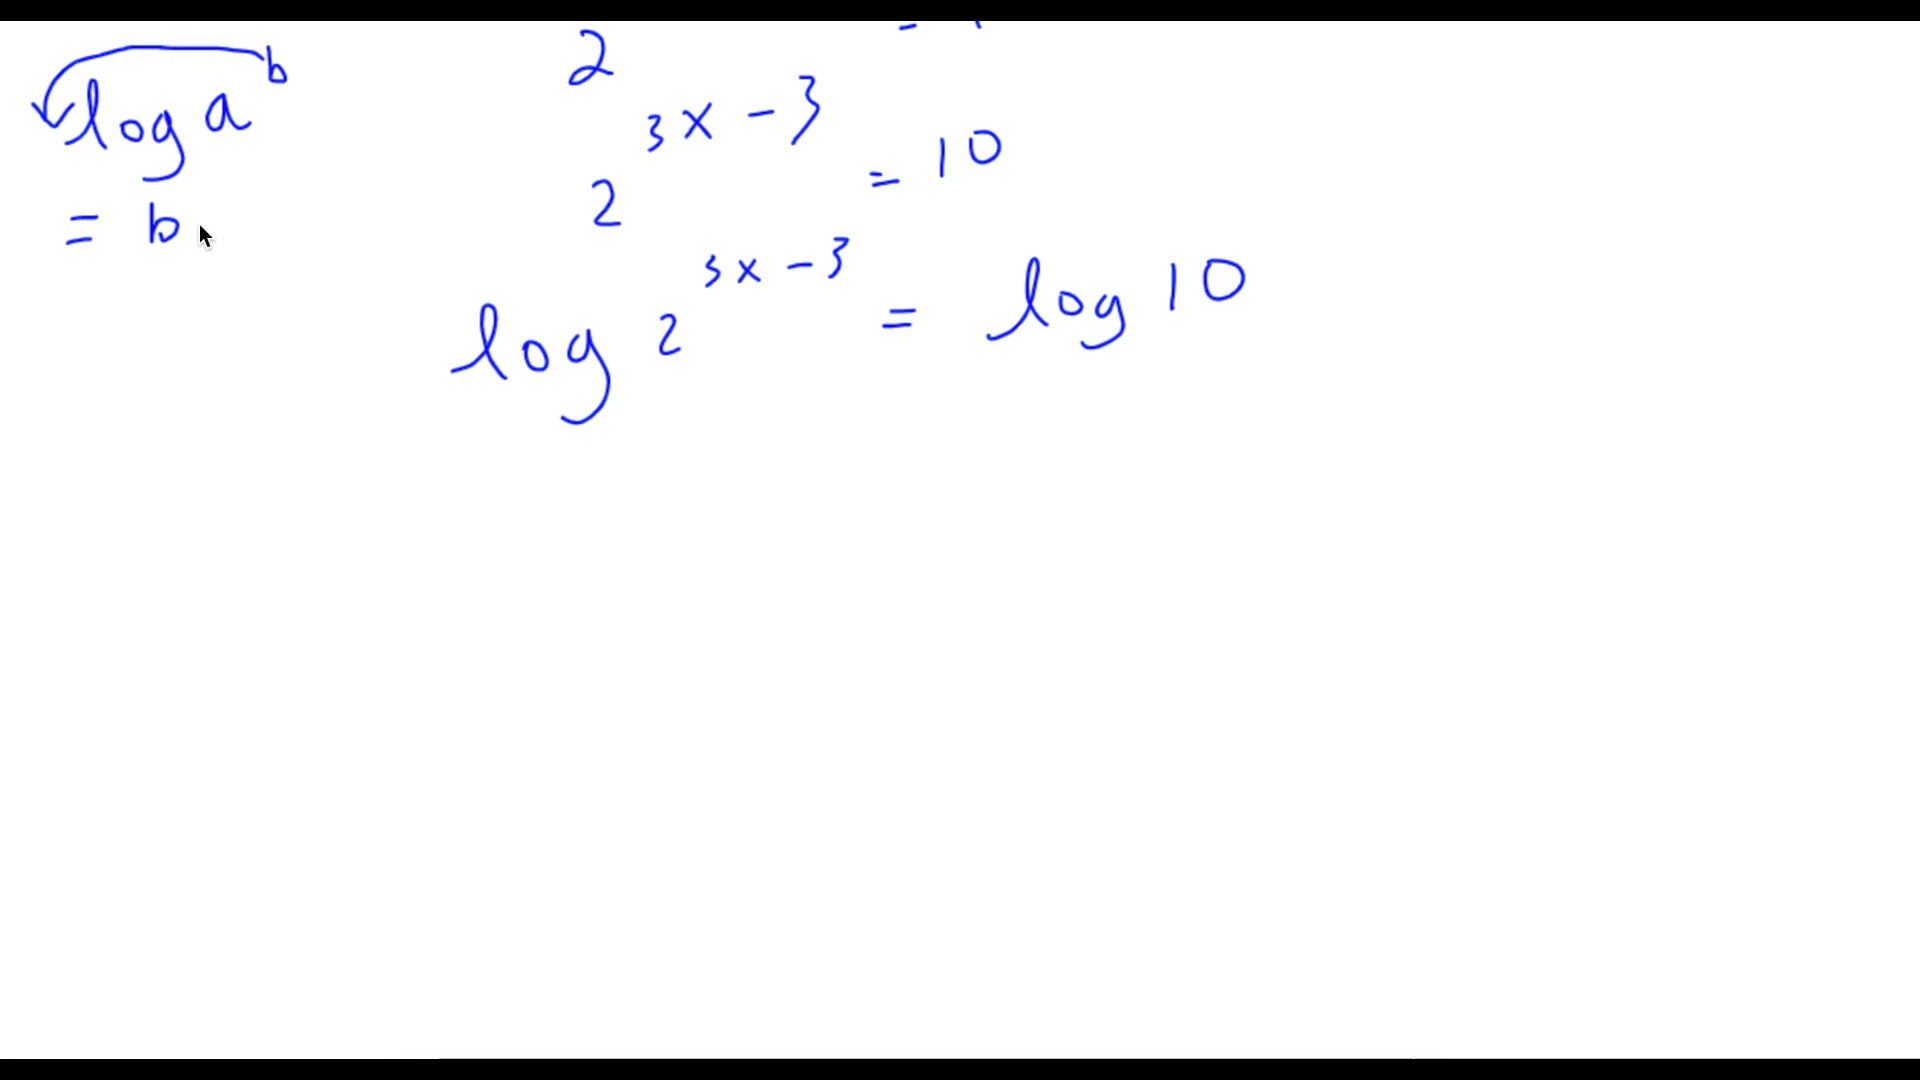 log a^b
= b
2
2^3x-3 = 10
log 2^3x-3 = log 10